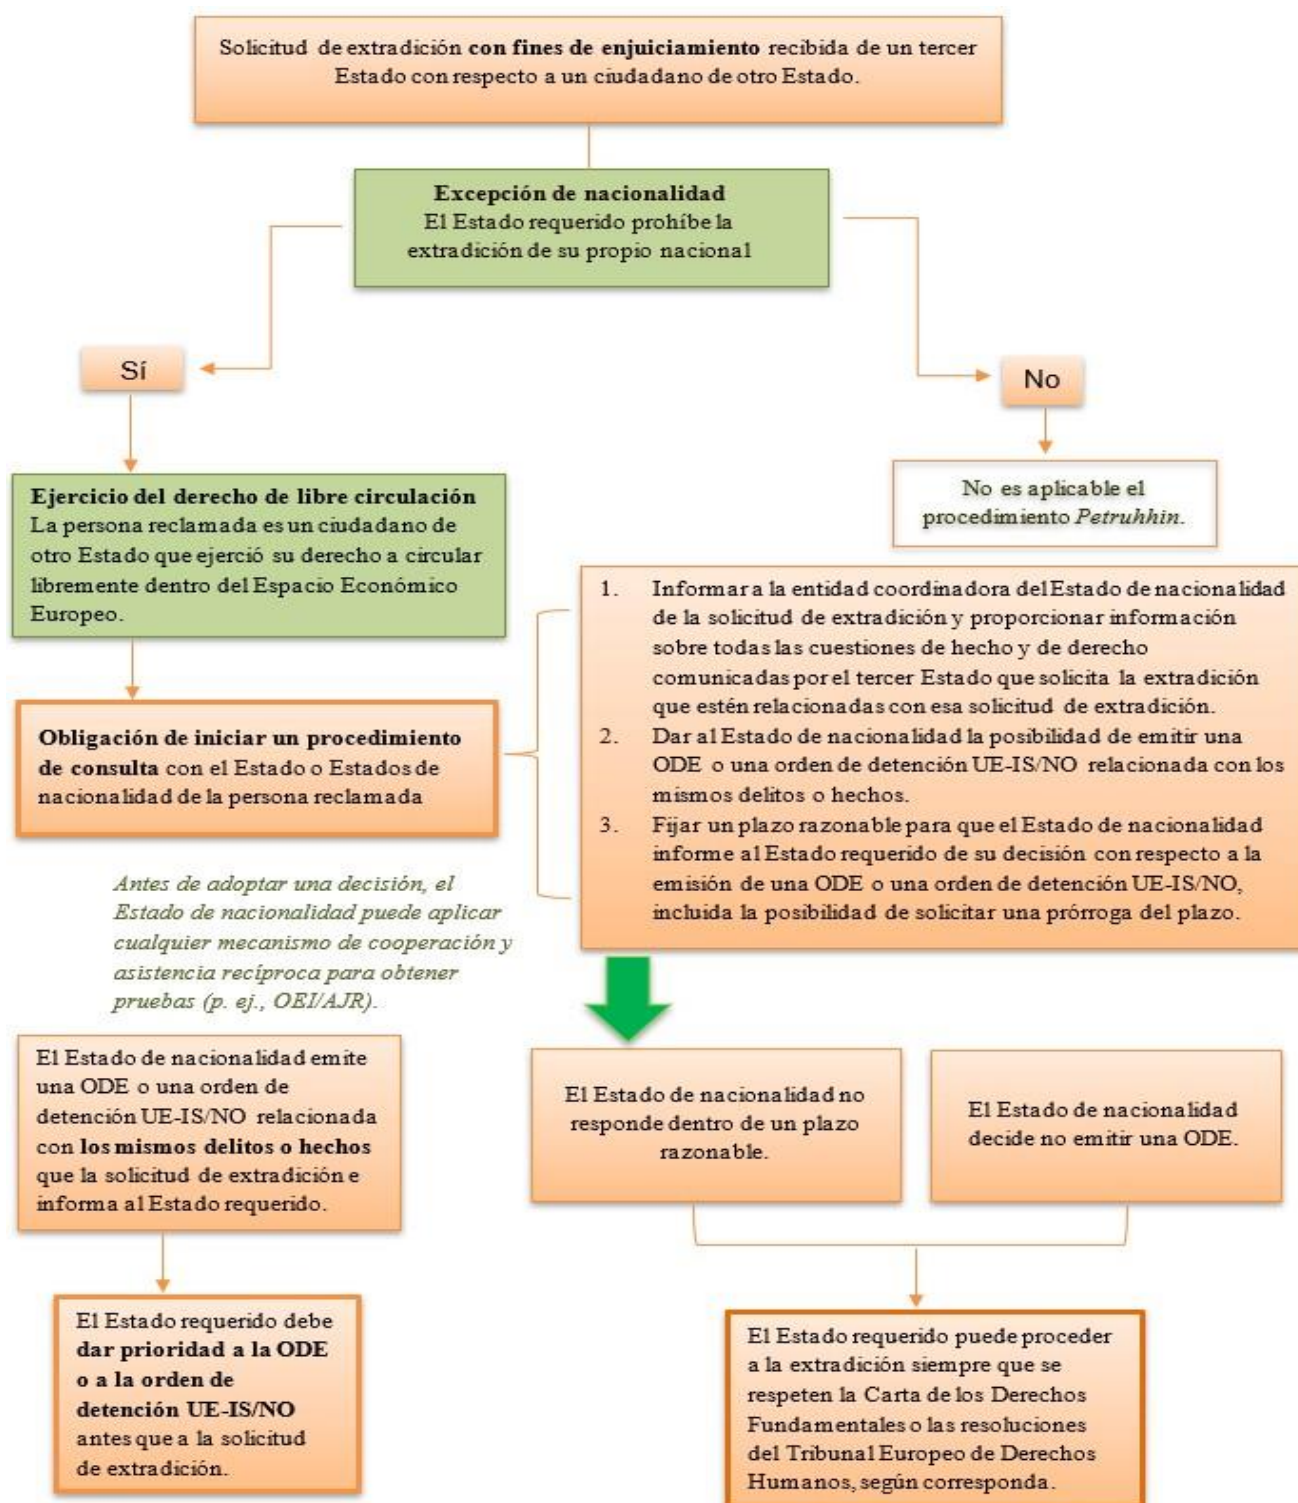 Solicitud de extradición con fines de enjuiciamiento recibida de un tercer
Estado con respecto a un ciudadano de otro Estado.
Excepción de nacionalidad
El Estado requerido prohíbe la
extradición de su propio nacional
Sí
No
Ejercicio del derecho de libre circulación
La persona reclamada es un ciudadano de
otro Estado que ejerció su derecho a circular
libremente dentro del Espacio Económico
Europeo.
No es aplicable el
procedimiento Petruhhin.
Obligación de iniciar un procedimiento
de consulta con el Estado o Estados de
nacionalidad de la persona reclamada
1. Informar a la entidad coordinadora del Estado de nacionalidad
de la solicitud de extradición y proporcionar información
sobre todas las cuestiones de hecho y de derecho
comunicadas por el tercer Estado que solicita la extradición
que estén relacionadas con esa solicitud de extradición.
2. Dar al Estado de nacionalidad la posibilidad de emitir una
ODE o una orden de detención UE-IS/NO relacionada con los
mismos delitos o hechos.
3. Fijar un plazo razonable para que el Estado de nacionalidad
informe al Estado requerido de su decisión con respecto a la
emisión de una ODE o una orden de detención UE-IS/NO,
incluida la posibilidad de solicitar una prórroga del plazo.
Antes de adoptar una decisión, el
Estado de nacionalidad puede aplicar
cualquier mecanismo de cooperación y
asistencia recíproca para obtener
pruebas (p. ej., OEI/AJR).
El Estado de nacionalidad emite
una ODE o una orden de
detención UE-IS/NO relacionada
con los mismos delitos o hechos
que la solicitud de extradición e
informa al Estado requerido.
El Estado de nacionalidad no
responde dentro de un plazo
razonable.
El Estado de nacionalidad
decide no emitir una ODE.
El Estado requerido debe
dar prioridad a la ODE
o a la orden de
detención UE-IS/NO
antes que a la solicitud
de extradición.
El Estado requerido puede proceder
a la extradición siempre que se
respeten la Carta de los Derechos
Fundamentales o las resoluciones
del Tribunal Europeo de Derechos
Humanos, según corresponda.